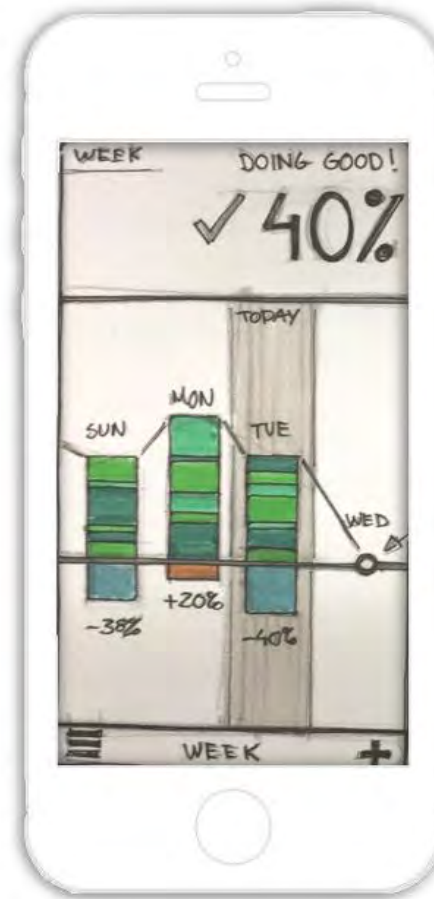 WEEK
DOING GOOD!
✓ 40%
TODAY
MON
SUN
TUE
WED
+20%
-38%
-40%
WEEK
+